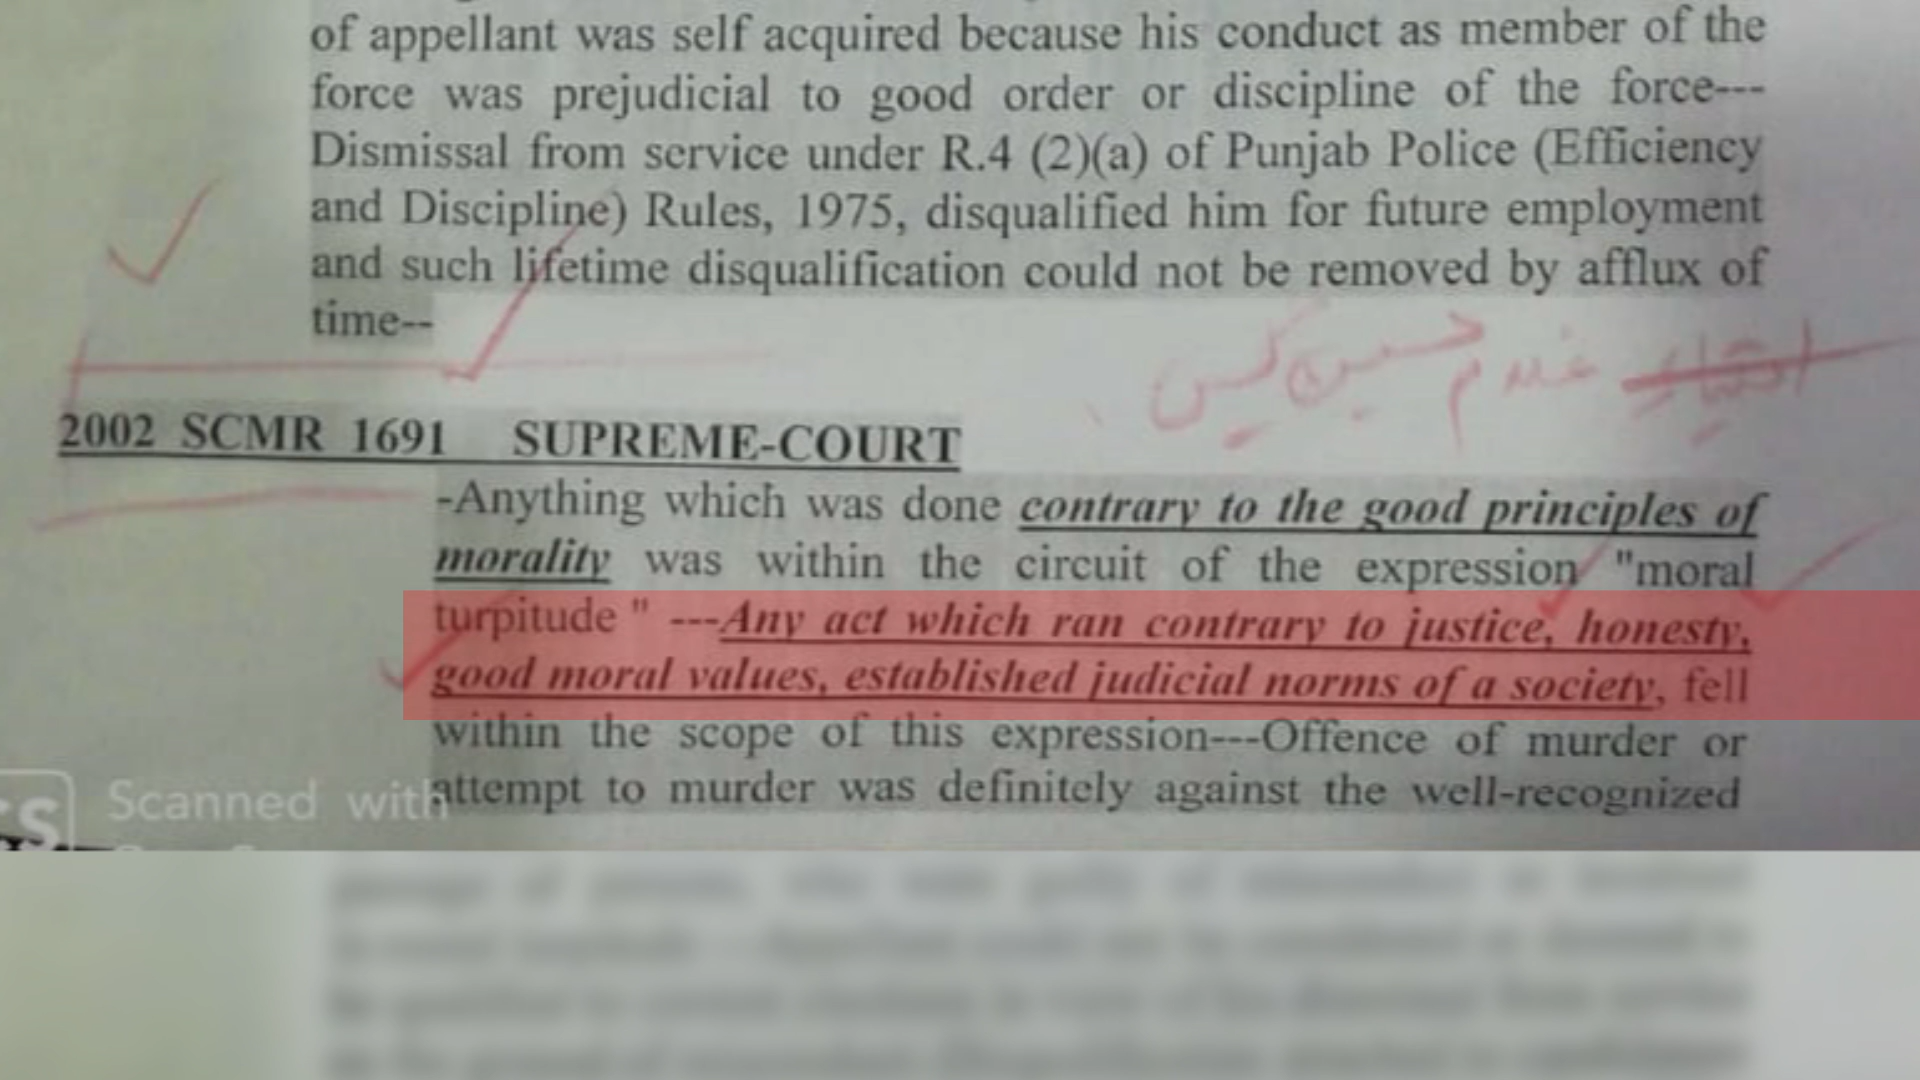 of appellant was self acquired because his conduct as member of the
force was prejudicial to good order or discipline of the force---
Dismissal from service under R.4 (2)(a) of Punjab Police (Efficiency
and Discipline) Rules, 1975, disqualified him for future employment
and such lifetime disqualification could not be removed by afflux of
time--
غلام حسین کیس
2002 SCMR 1691 SUPREME-COURT
-Anything which was done contrary to the good principles of
morality was within the circuit of the expression "moral
turpitude " ---Any act which ran contrary to justice, honesty,
good moral values, established judicial norms of a society, fell
within the scope of this expression---Offence of murder or
attempt to murder was definitely against the well-recognized
Scanned with
CS